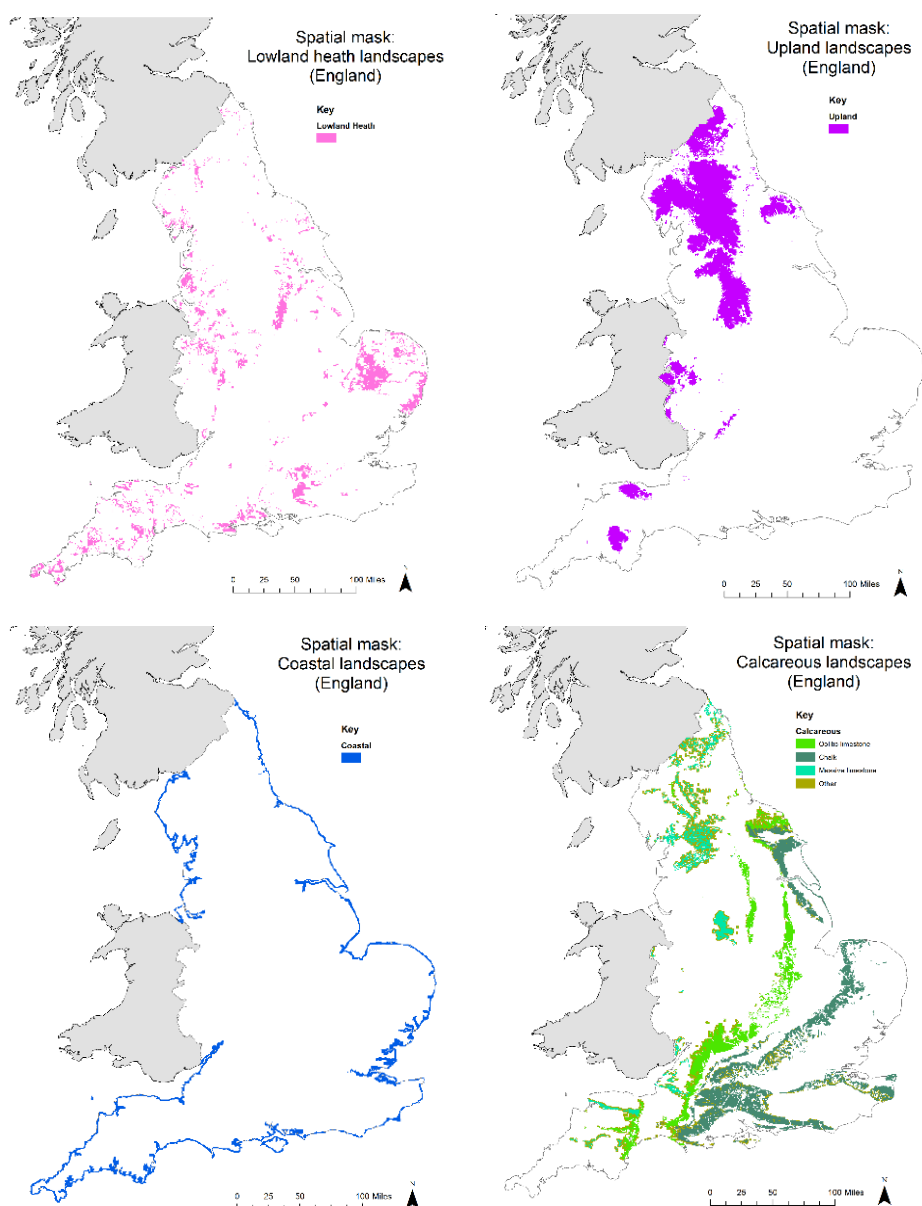 Spatial mask:
Lowland heath landscapes
(England)
Key
Lowland Heath
N
0 25 50 100 Miles
Spatial mask:
Upland landscapes
(England)
Key
Upland
N
0 25 50 100 Miles
Spatial mask:
Coastal landscapes
(England)
Key
Coastal
N
0 25 50 100 Miles
Spatial mask:
Calcareous landscapes
(England)
Key
Calcareous
Oolitic limestone
Chalk
Massive limestone
Other
N
0 25 50 100 Miles